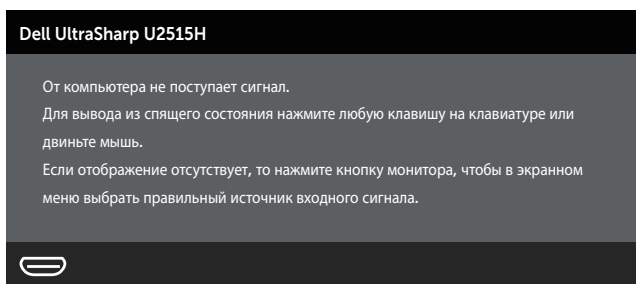 Dell UltraSharp U2515H
От компьютера не поступает сигнал.
Для вывода из спящего состояния нажмите любую клавишу на клавиатуре или
двиньте мышь.
Если отображение отсутствует, то нажмите кнопку монитора, чтобы в экранном
меню выбрать правильный источник входного сигнала.